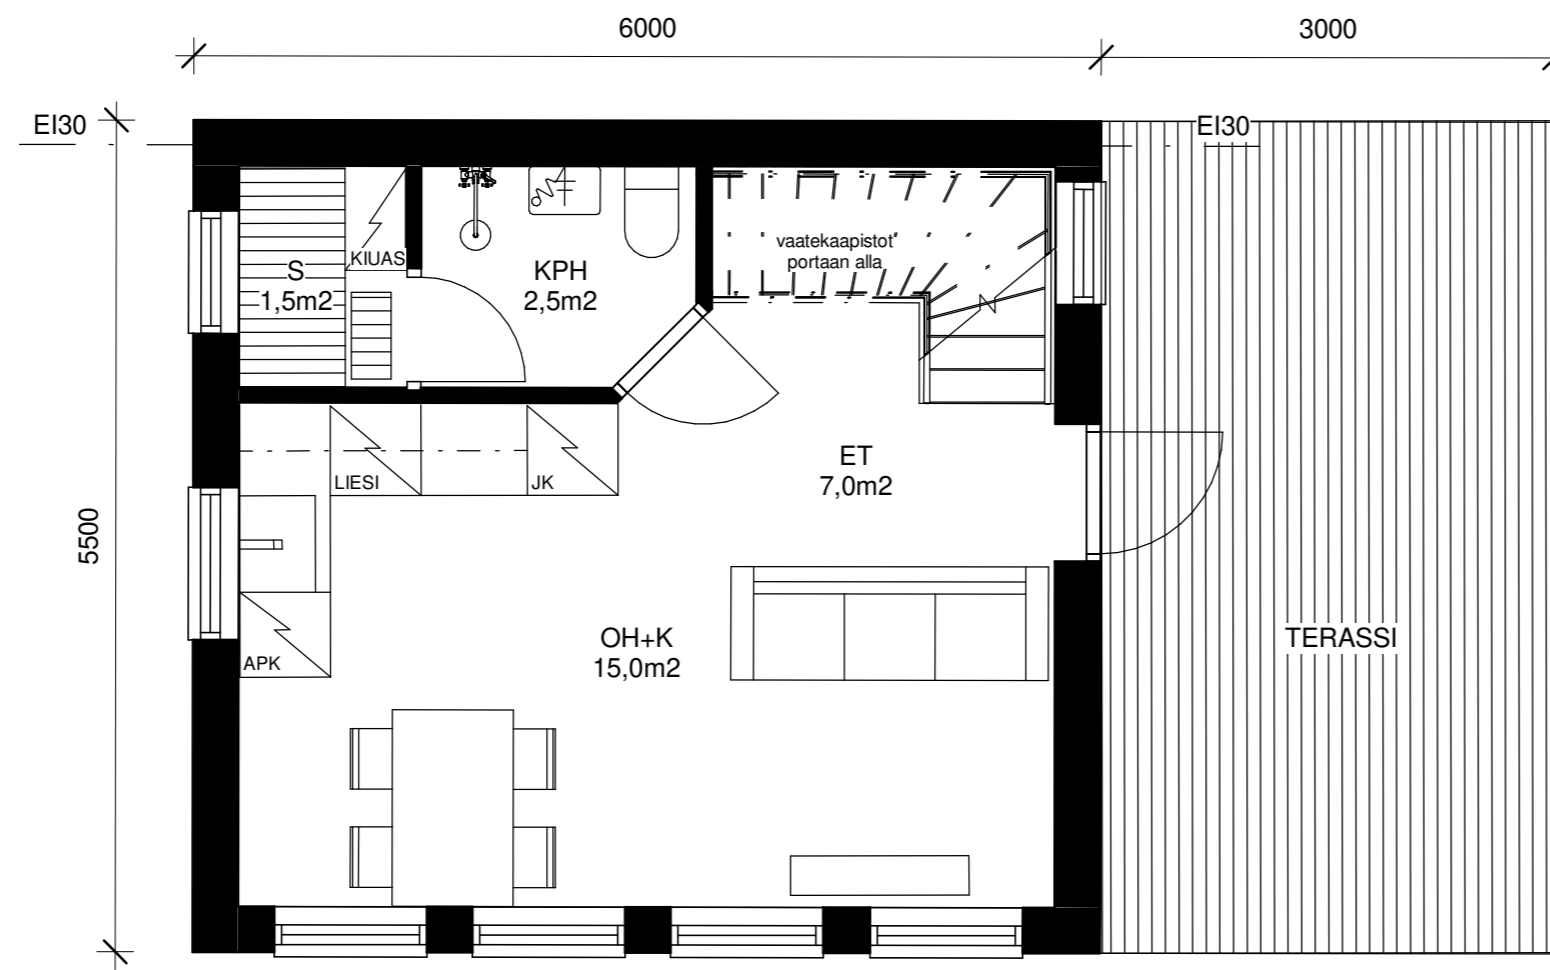 6000
3000
EI30
EI30
vaatekaapistot
portaan alla
KIUAS
S
1,5m2
KPH
2,5m2
ET
7,0m2
LIESI
JK
5500
OH+K
15,0m2
TERASSI
APK